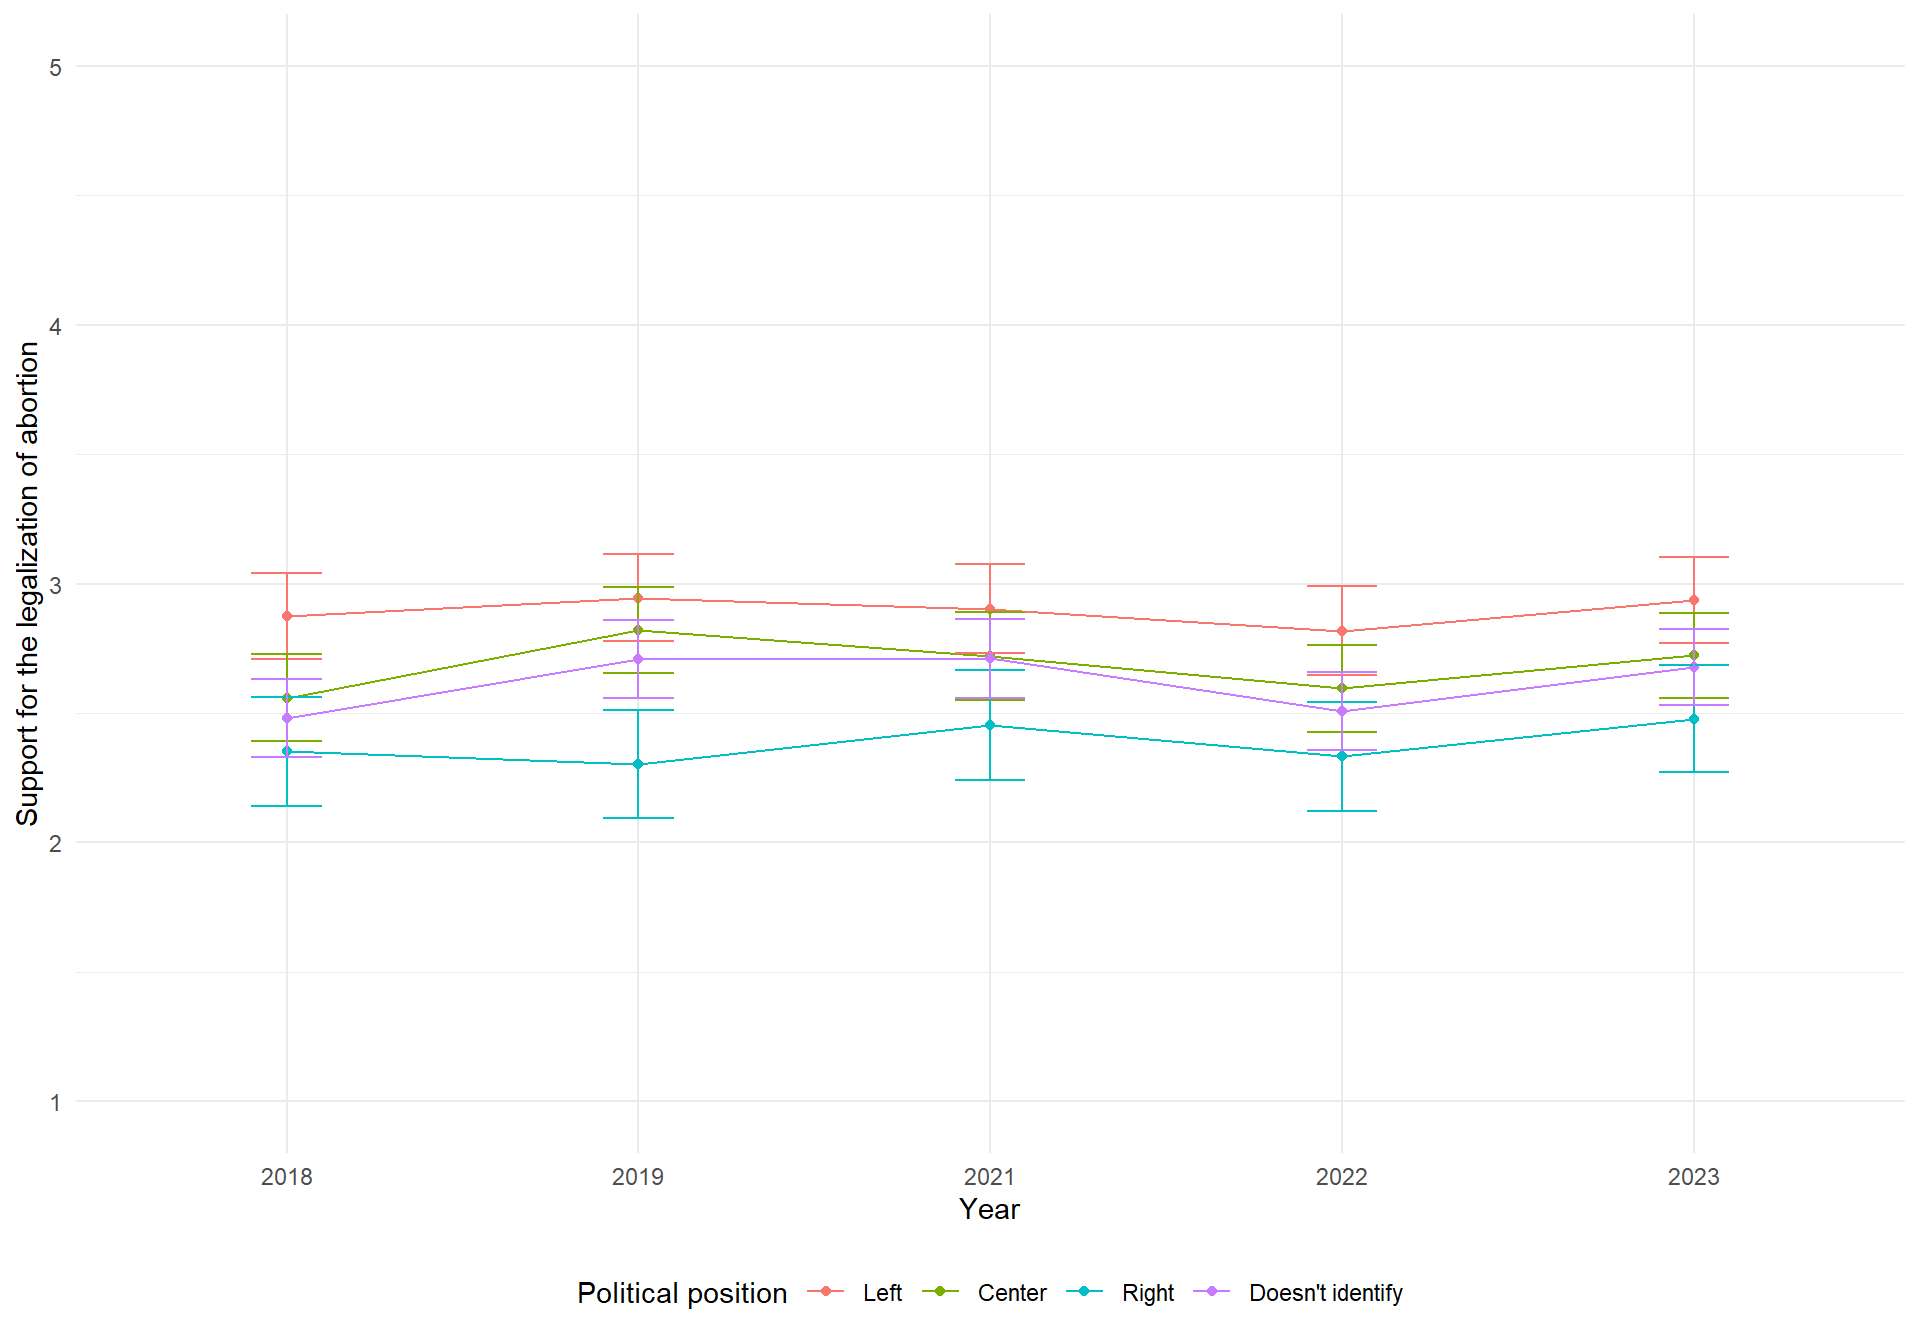 5
4
3
2
1
Support for the legalization of abortion
2018 2019 2021 2022 2023
Year
Political position Left Center Right Doesn't identify